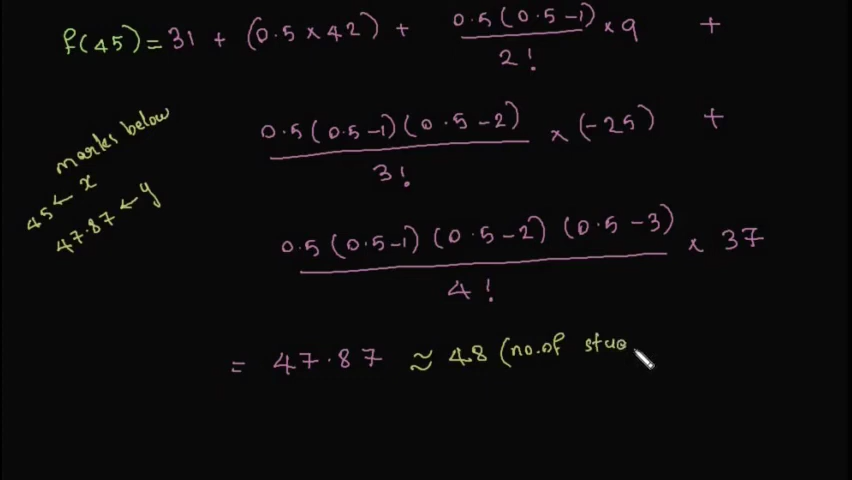 f(45) = 31 + (0.5 × 42) + 0.5(0.5-1) / 2! × 9 +
0.5(0.5-1)(0.5-2) / 3! × (-25) +
marks below
45 ← x
47.87 ← y
0.5(0.5-1)(0.5-2)(0.5-3) / 4! × 37
= 47.87 ≈ 48 (no.of